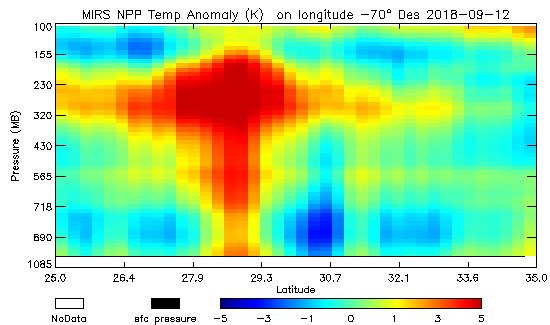 MIRS NPP Temp Anomaly (K)  on longitude -70° Des 2018-09-12
100
155
230
320
430
565
718
890
1085
Pressure (MB)
25.0 26.4 27.9 29.3 30.7 32.1 33.6 35.0
Latitude
NoData
sfc pressure
-5 -3 -1 0 1 3 5